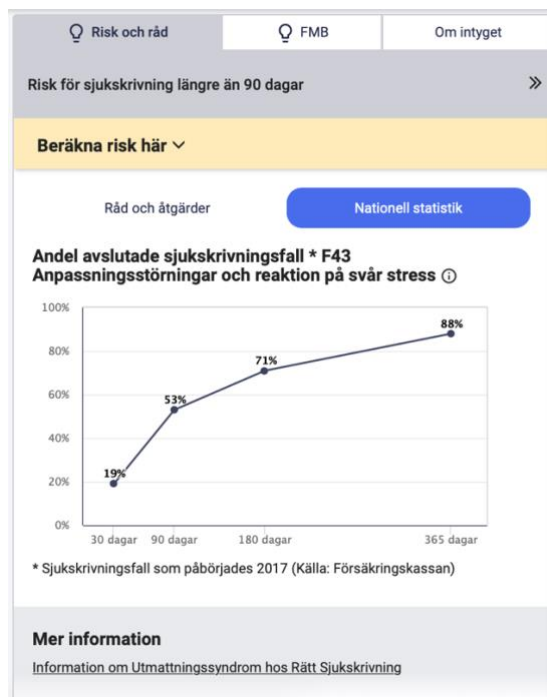 Risk och råd
FMB
Om intyget
Risk för sjukskrivning längre än 90 dagar
Beräkna risk här
Råd och åtgärder
Nationell statistik
Andel avslutade sjukskrivningsfall * F43
Anpassningsstörningar och reaktion på svår stress
100%
80%
60%
40%
20%
0%
19%
53%
71%
88%
30 dagar
90 dagar
180 dagar
365 dagar
* Sjukskrivningsfall som påbörjades 2017 (Källa: Försäkringskassan)
Mer information
Information om Utmattningssyndrom hos Rätt Sjukskrivning